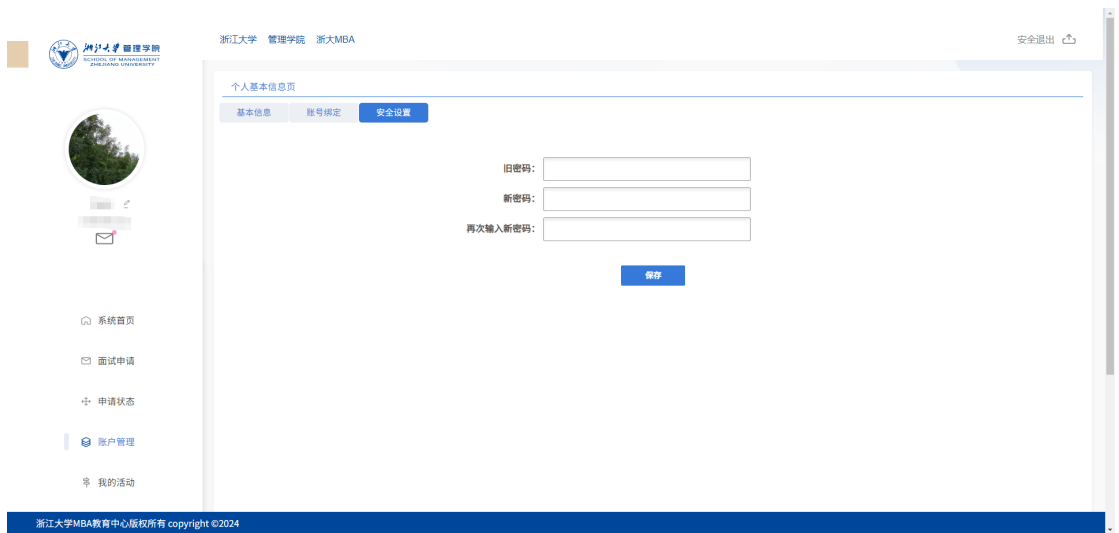 浙江大学 管理学院
SCHOOL OF MANAGEMENT
ZHEJIANG UNIVERSITY
浙江大学 管理学院 浙大MBA
安全退出
个人基本信息页
基本信息 账号绑定 安全设置
旧密码：
新密码：
再次输入新密码：
保存
系统首页
面试申请
申请状态
账户管理
我的活动
浙江大学MBA教育中心版权所有 copyright ©2024